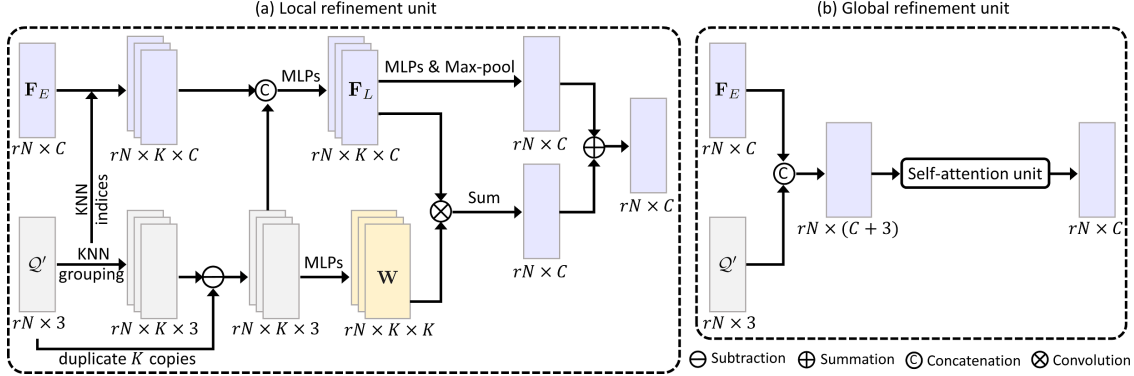 (a) Local refinement unit
F_E
rN × C
rN × K × C
MLPs
F_L
rN × K × C
MLPs & Max-pool
rN × C
rN × C
KNN
indices
Q′
rN × 3
KNN
grouping
rN × K × 3
duplicate K copies
rN × K × 3
MLPs
W
rN × K × K
Sum
rN × C
(b) Global refinement unit
F_E
rN × C
Q′
rN × 3
C
rN × (C + 3)
Self-attention unit
rN × C
C
Subtraction
Summation
C Concatenation
Convolution